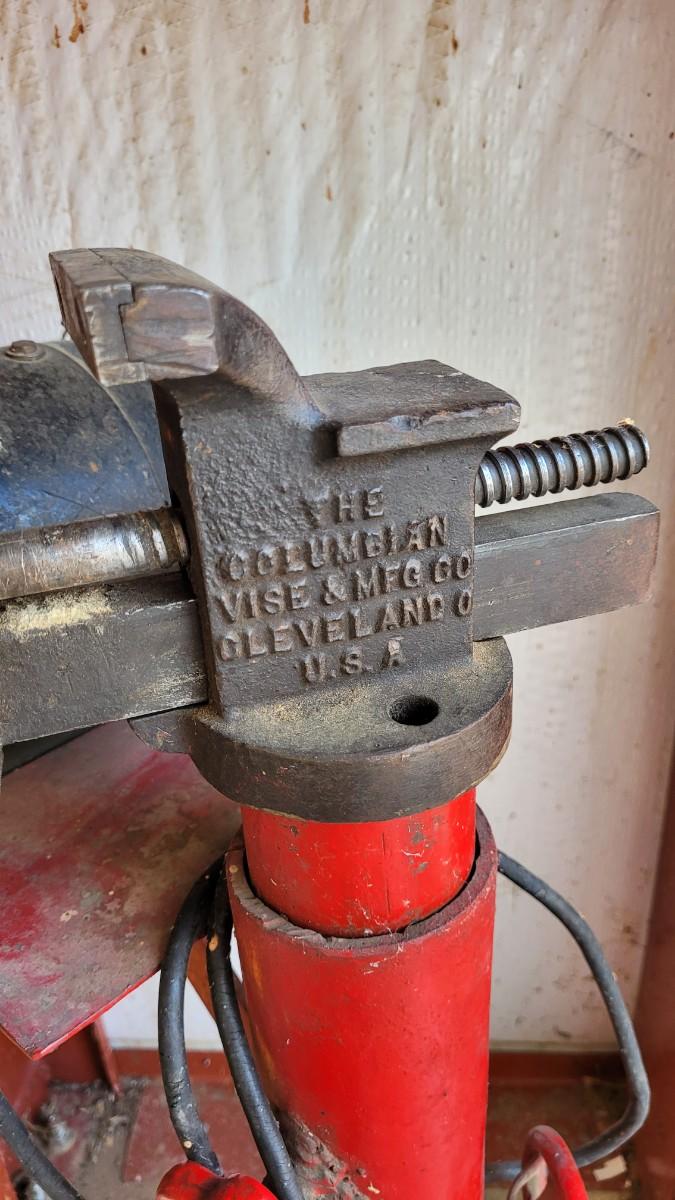 THE
COLUMBIAN
VISE & MFG CO
CLEVELAND O
U.S.A